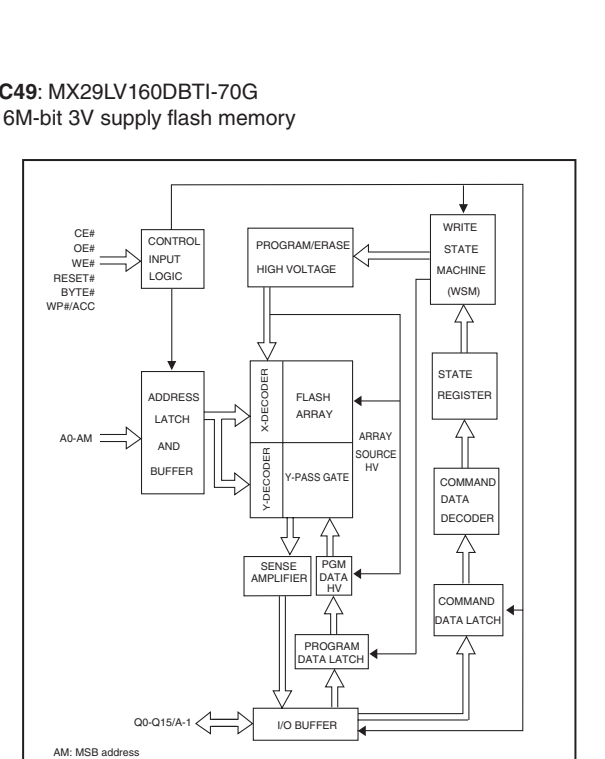 C49: MX29LV160DBTI-70G
6M-bit 3V supply flash memory
CE#
OE#
WE#
RESET#
BYTE#
WP#/ACC
CONTROL
INPUT
LOGIC
PROGRAM/ERASE
HIGH VOLTAGE
WRITE
STATE
MACHINE
(WSM)
STATE
REGISTER
A0-AM
ADDRESS
LATCH
AND
BUFFER
X-DECODER
FLASH
ARRAY
Y-DECODER
Y-PASS GATE
ARRAY
SOURCE
HV
COMMAND
DATA
DECODER
SENSE
AMPLIFIER
PGM
DATA
HV
COMMAND
DATA LATCH
PROGRAM
DATA LATCH
Q0-Q15/A-1
I/O BUFFER
AM: MSB address